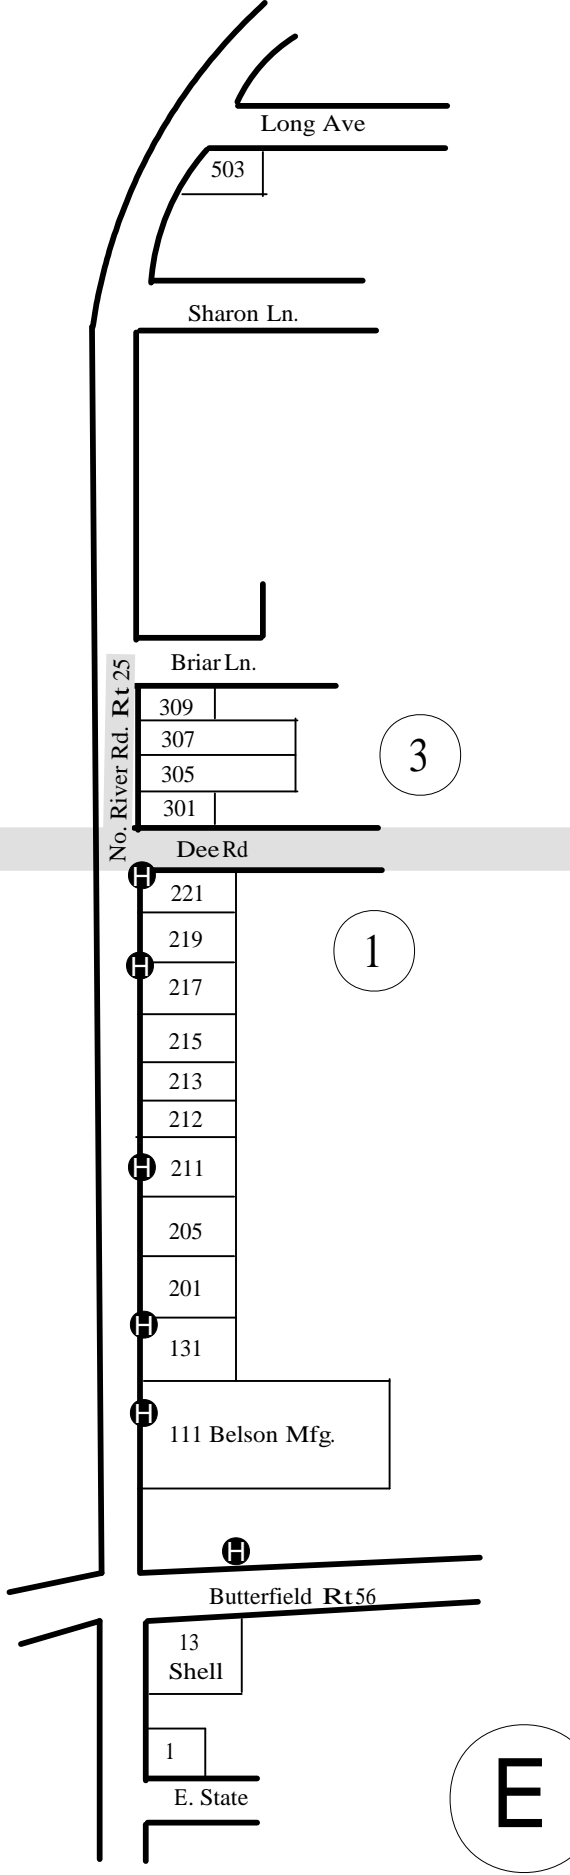 Long Ave
503
Sharon Ln.
Briar Ln.
No. River Rd. Rt 25
309
307
305
301
3
Dee Rd
H
221
219
1
H
217
215
213
212
H
211
205
201
H
131
H
111 Belson Mfg.
H
Butterfield Rt56
13
Shell
1
E. State
E